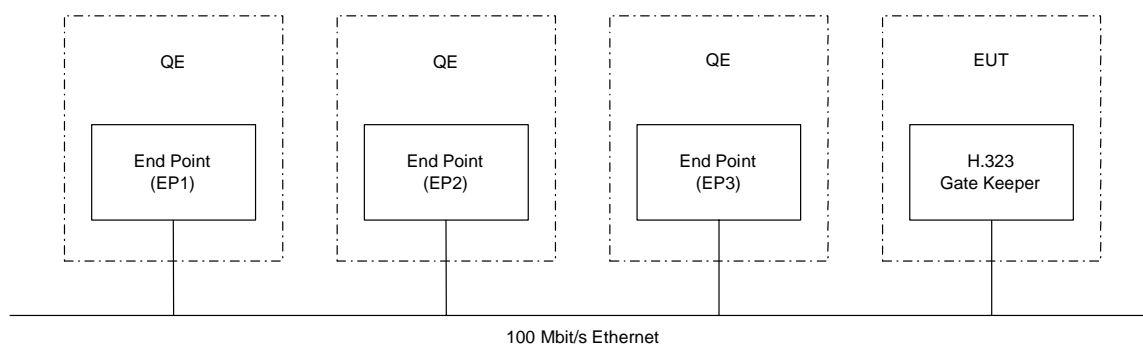 QE
QE
QE
EUT
End Point
(EP1)
End Point
(EP2)
End Point
(EP3)
H.323
Gate Keeper
100 Mbit/s Ethernet